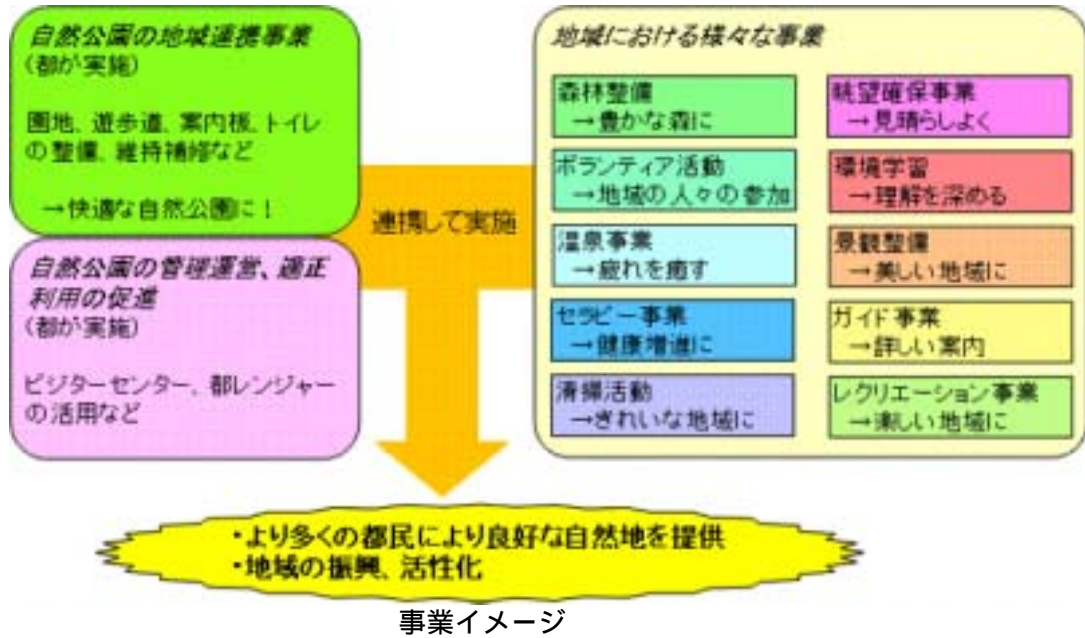 自然公園の地域連携事業
(都が実施)
園地、遊歩道、案内板、トイレ
の整備、維持補修など
→快適な自然公園に!
自然公園の管理運営、適正
利用の促進
(都が実施)
ビジターセンター、都レンジャー
の活用など
連携して実施
地域における様々な事業
森林整備
→豊かな森に
ボランティア活動
→地域の人々の参加
温泉事業
→疲れを癒す
セラピー事業
→健康増進に
清掃活動
→きれいな地域に
眺望確保事業
→見晴らしよく
環境学習
→理解を深める
景観整備
→美しい地域に
ガイド事業
→詳しい案内
レクリエーション事業
→楽しい地域に
・より多くの都民により良好な自然地を提供
・地域の振興、活性化
事業イメージ